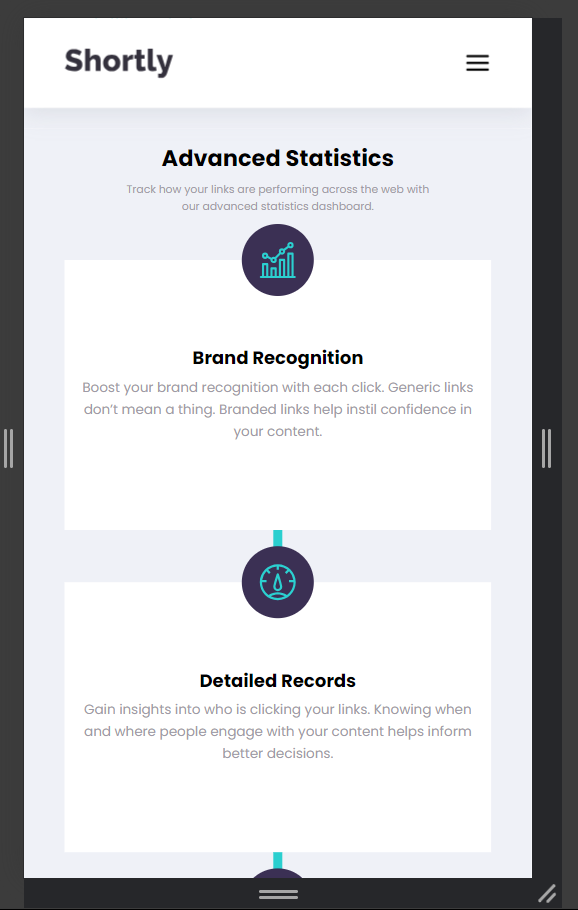 Shortly
Advanced Statistics
Track how your links are performing across the web with
our advanced statistics dashboard.
Brand Recognition
Boost your brand recognition with each click. Generic links
don’t mean a thing. Branded links help instil confidence in
your content.
Detailed Records
Gain insights into who is clicking your links. Knowing when
and where people engage with your content helps inform
better decisions.